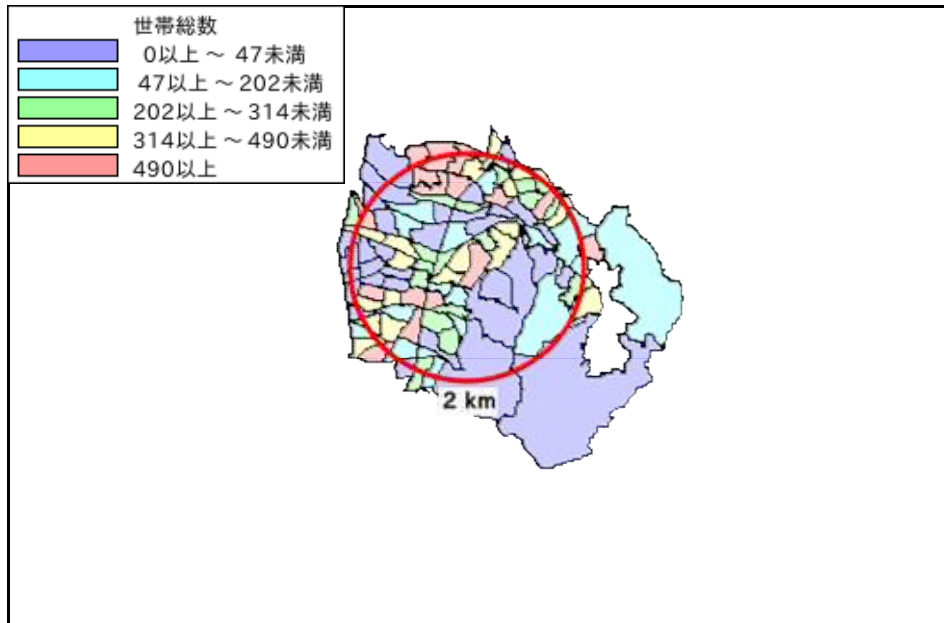 世帯総数
0以上 ～ 47未満
47以上 ～ 202未満
202以上 ～ 314未満
314以上 ～ 490未満
490以上
2 km